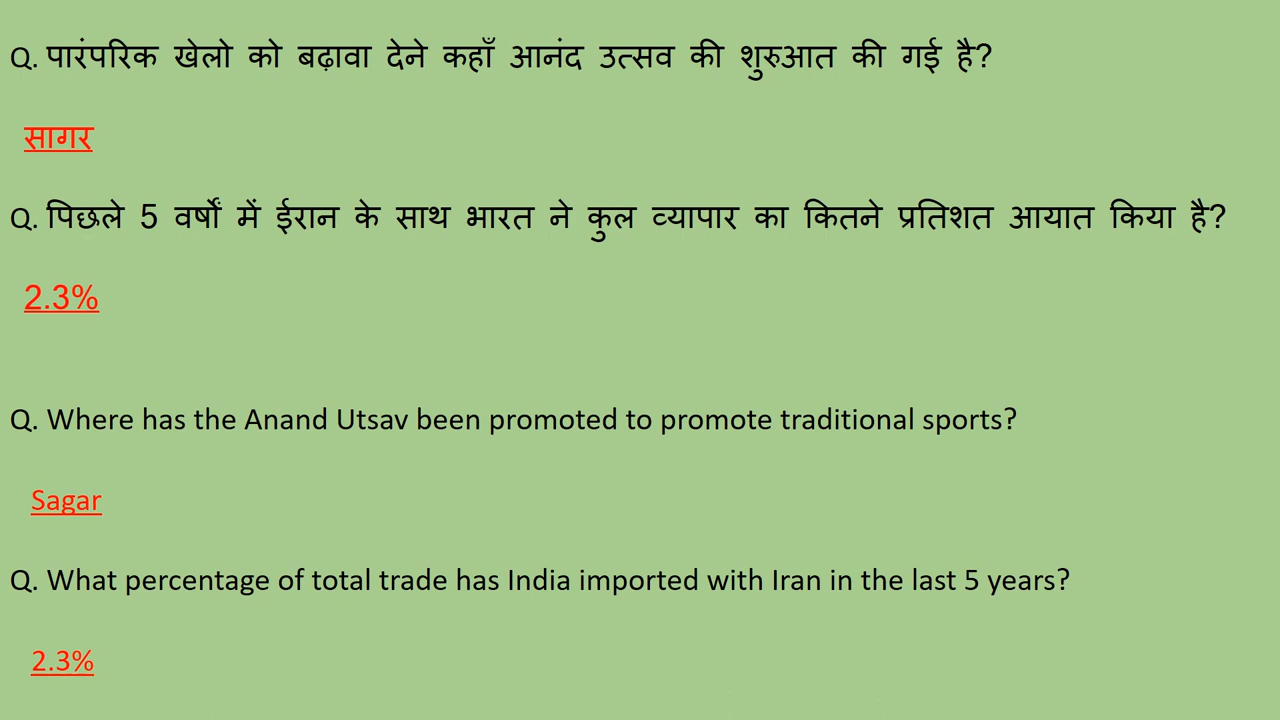 Q. पारंपरिक खेलो को बढ़ावा देने कहाँ आनंद उत्सव की शुरुआत की गई है?
सागर
Q. पिछले 5 वर्षों में ईरान के साथ भारत ने कुल व्यापार का कितने प्रतिशत आयात किया है?
2.3%
Q. Where has the Anand Utsav been promoted to promote traditional sports?
Sagar
Q. What percentage of total trade has India imported with Iran in the last 5 years?
2.3%